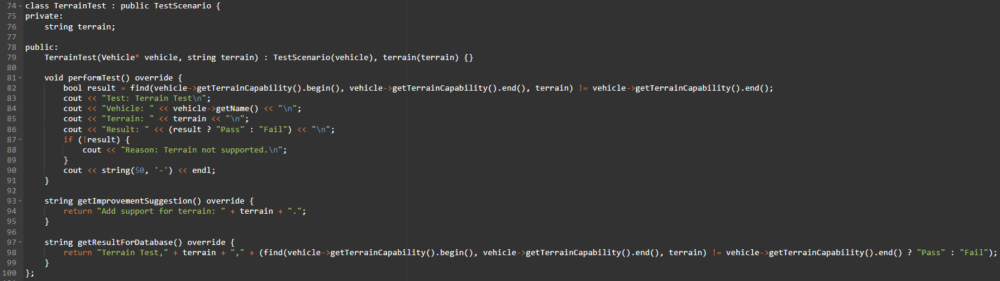 74 class TerrainTest : public TestScenario {
75 private:
76     string terrain;
77
78 public:
79     TerrainTest(Vehicle* vehicle, string terrain) : TestScenario(vehicle), terrain(terrain) {}
80
81     void performTest() override {
82         bool result = find(vehicle->getTerrainCapability().begin(), vehicle->getTerrainCapability().end(), terrain) != vehicle->getTerrainCapability().end();
83         cout << "Test: Terrain Test\n";
84         cout << "Vehicle: " << vehicle->getName() << "\n";
85         cout << "Terrain: " << terrain << "\n";
86         cout << "Result: " << (result ? "Pass" : "Fail") << "\n";
87         if (!result) {
88             cout << "Reason: Terrain not supported.\n";
89         }
90         cout << string(50, '-') << endl;
91     }
92
93     string getImprovementSuggestion() override {
94         return "Add support for terrain: " + terrain + ".";
95     }
96
97     string getResultForDatabase() override {
98         return "Terrain Test," + terrain + "," + (find(vehicle->getTerrainCapability().begin(), vehicle->getTerrainCapability().end(), terrain) != vehicle->getTerrainCapability().end() ? "Pass" : "Fail");
99     }
100 };